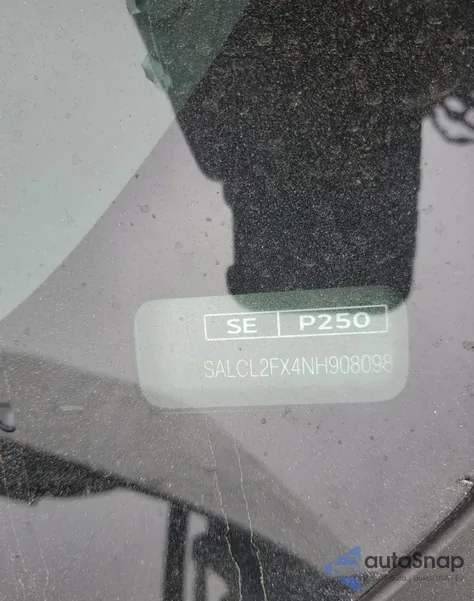 SE | P250
SALCL2FX4NH908098
autoSnap